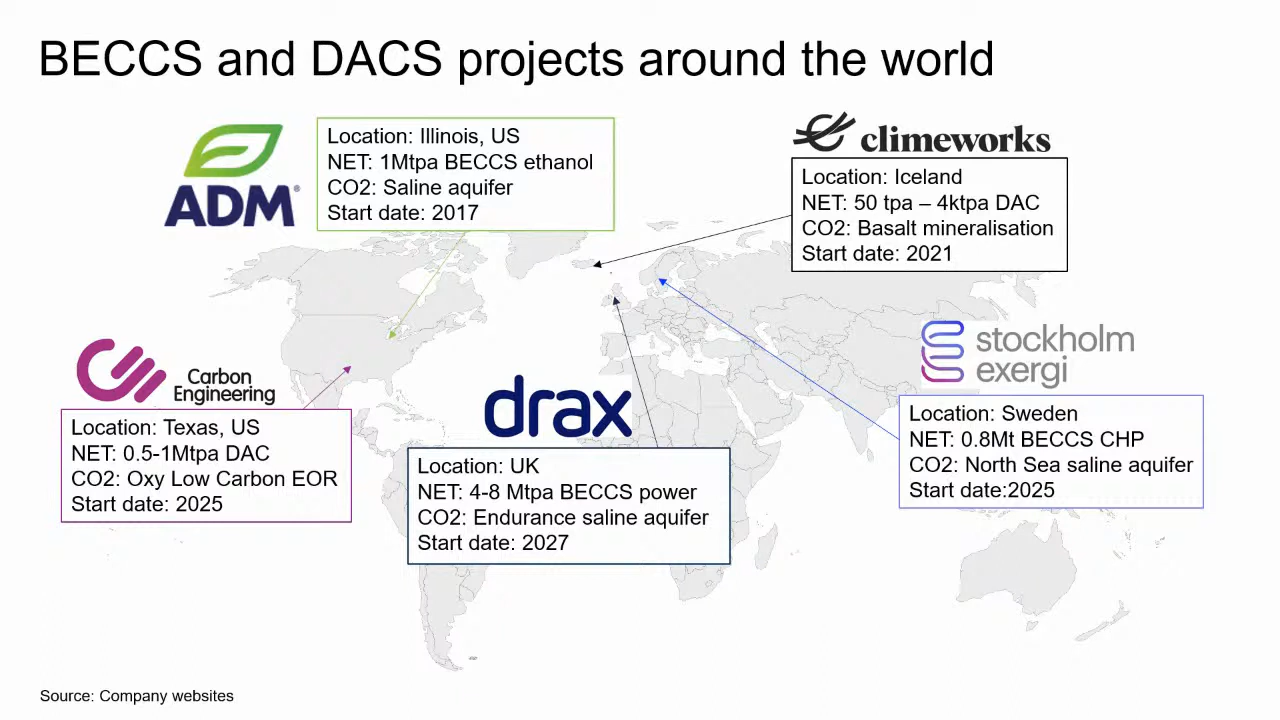 BECCS and DACS projects around the world
ADM
Location: Illinois, US
NET: 1Mtpa BECCS ethanol
CO2: Saline aquifer
Start date: 2017
climeworks
Location: Iceland
NET: 50 tpa – 4ktpa DAC
CO2: Basalt mineralisation
Start date: 2021
Carbon
Engineering
Location: Texas, US
NET: 0.5-1Mtpa DAC
CO2: Oxy Low Carbon EOR
Start date: 2025
drax
Location: UK
NET: 4-8 Mtpa BECCS power
CO2: Endurance saline aquifer
Start date: 2027
stockholm
exergi
Location: Sweden
NET: 0.8Mt BECCS CHP
CO2: North Sea saline aquifer
Start date:2025
Source: Company websites